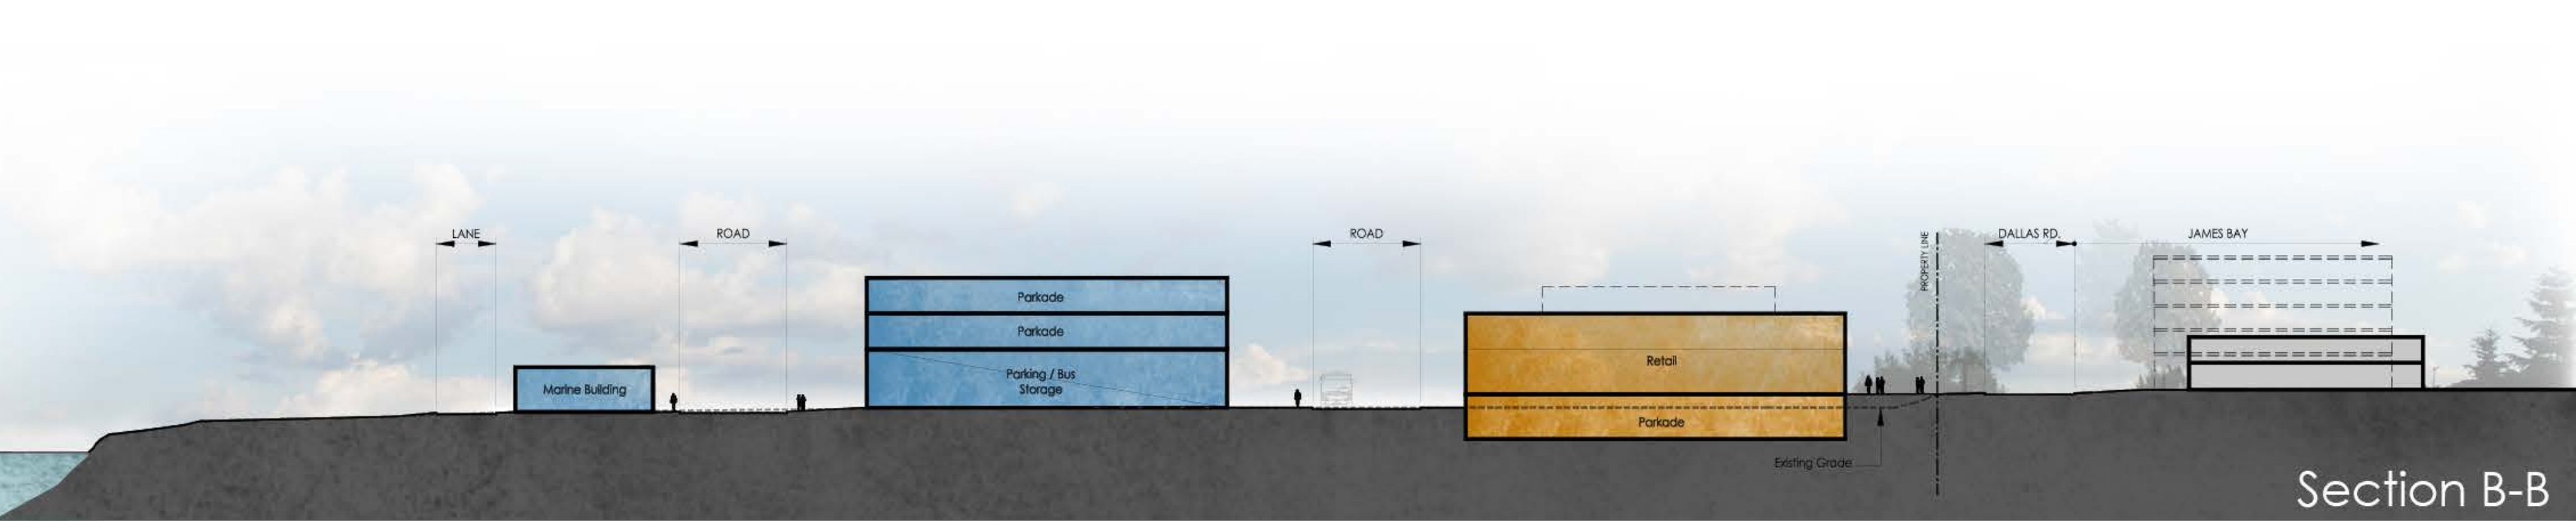 LANE
ROAD
ROAD
PROPERTY LINE
DALLAS RD.
JAMES BAY
Parkade
Parkade
Parking / Bus
Storage
Marine Building
Retail
Parkade
Existing Grade
Section B-B